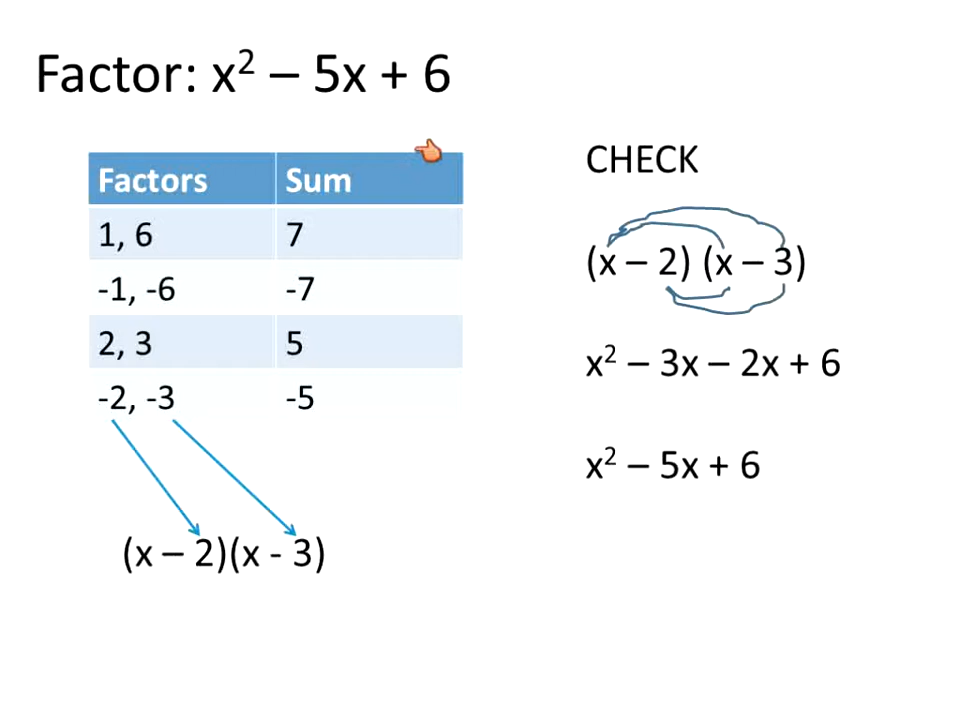 Factor: x² – 5x + 6
Factors Sum
1, 6 7
-1, -6 -7
2, 3 5
-2, -3 -5
(x – 2)(x - 3)
CHECK
(x – 2) (x – 3)
x² – 3x – 2x + 6
x² – 5x + 6